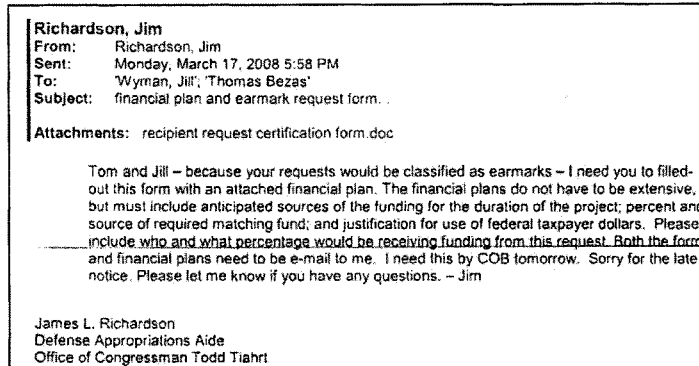 Richardson, Jim
From: Richardson, Jim
Sent: Monday, March 17, 2008 5:58 PM
To: 'Wyman, Jill'; 'Thomas Bezas'
Subject: financial plan and earmark request form. .
Attachments: recipient request certification form.doc
Tom and Jill – because your requests would be classified as earmarks – I need you to filled-
out this form with an attached financial plan. The financial plans do not have to be extensive,
but must include anticipated sources of the funding for the duration of the project; percent and
source of required matching fund; and justification for use of federal taxpayer dollars. Please
include who and what percentage would be receiving funding from this request. Both the form
and financial plans need to be e-mail to me. I need this by COB tomorrow. Sorry for the late
notice. Please let me know if you have any questions. – Jim
James L. Richardson
Defense Appropriations Aide
Office of Congressman Todd Tiahrt